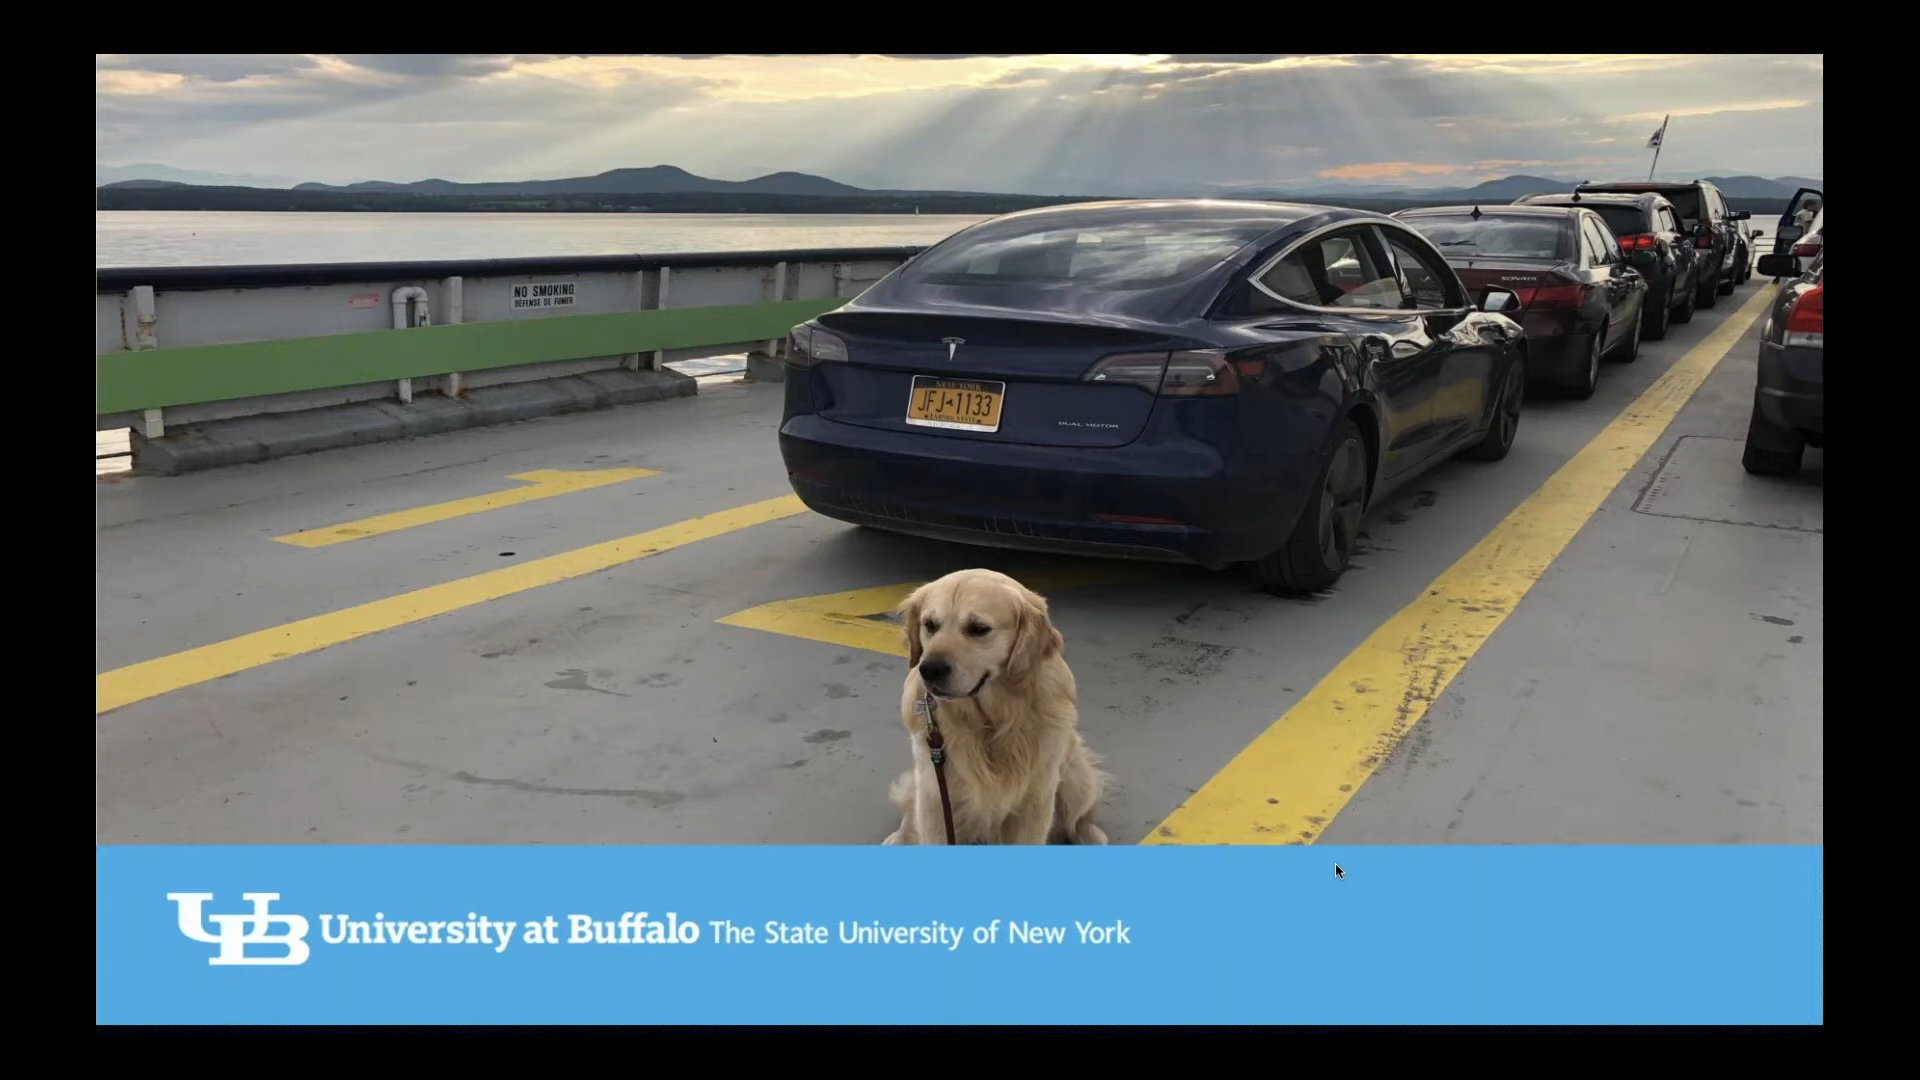 NO SMOKING
DÉFENSE DE FUMER
SONATA
NEW YORK
JFJ 1133
EMPIRE STATE
DUAL MOTOR
UB University at Buffalo The State University of New York